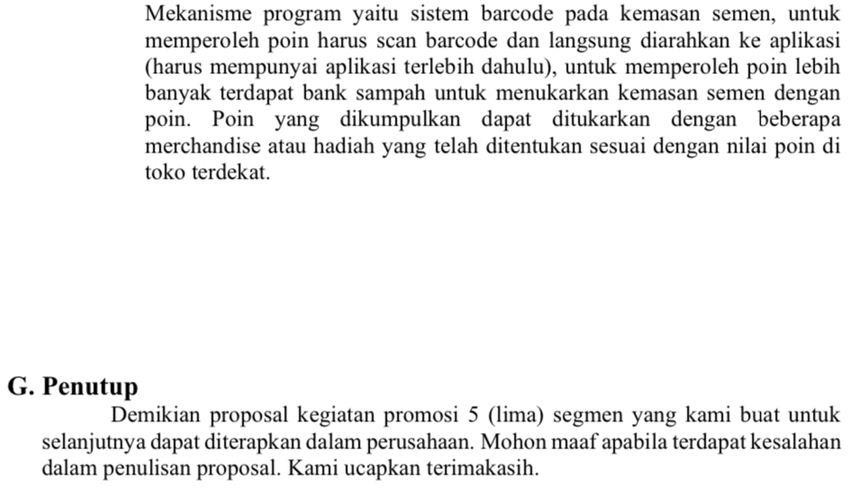 Mekanisme program yaitu sistem barcode pada kemasan semen, untuk
memperoleh poin harus scan barcode dan langsung diarahkan ke aplikasi
(harus mempunyai aplikasi terlebih dahulu), untuk memperoleh poin lebih
banyak terdapat bank sampah untuk menukarkan kemasan semen dengan
poin. Poin yang dikumpulkan dapat ditukarkan dengan beberapa
merchandise atau hadiah yang telah ditentukan sesuai dengan nilai poin di
toko terdekat.
G. Penutup
Demikian proposal kegiatan promosi 5 (lima) segmen yang kami buat untuk
selanjutnya dapat diterapkan dalam perusahaan. Mohon maaf apabila terdapat kesalahan
dalam penulisan proposal. Kami ucapkan terimakasih.